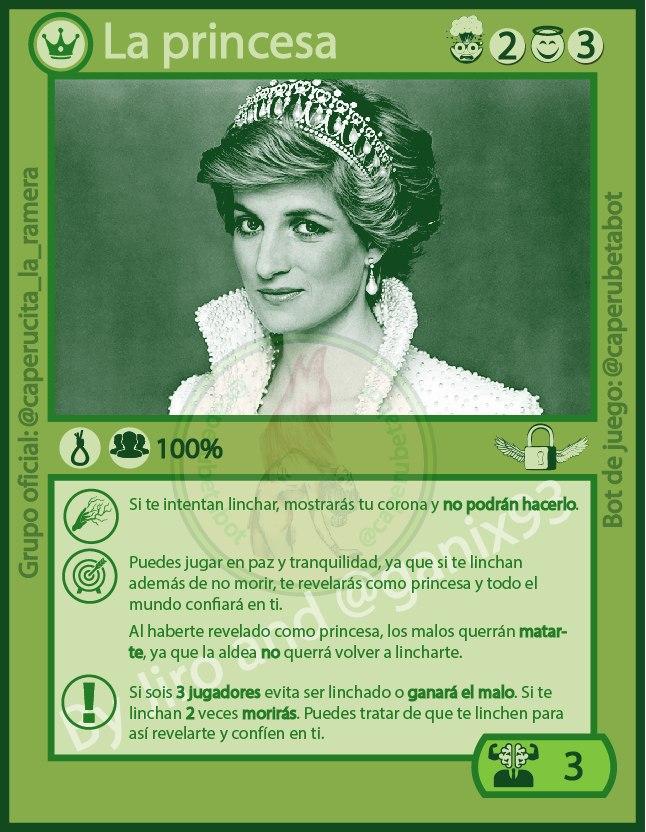 La princesa
2
3
Grupo oficial: @caperucita_la_ramera
Bot de juego: @caperubetabot
100%
Si te intentan linchar, mostrarás tu corona y no podrán hacerlo.
Puedes jugar en paz y tranquilidad, ya que si te linchan
además de no morir, te revelarás como princesa y todo el
mundo confiará en ti.
Al haberte revelado como princesa, los malos querrán matar-
te, ya que la aldea no querrá volver a lincharte.
Si sois 3 jugadores evita ser linchado o ganará el malo. Si te
linchan 2 veces morirás. Puedes tratar de que te linchen para
así revelarte y confíen en ti.
By Jiro and @ganix93
3